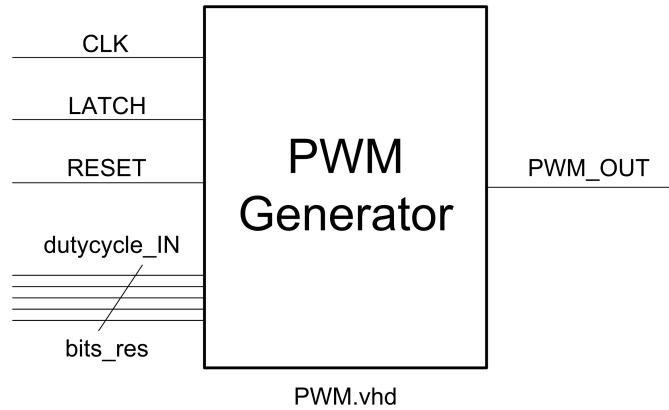 CLK
LATCH
RESET
dutycycle_IN
bits_res
PWM
Generator
PWM_OUT
PWM.vhd